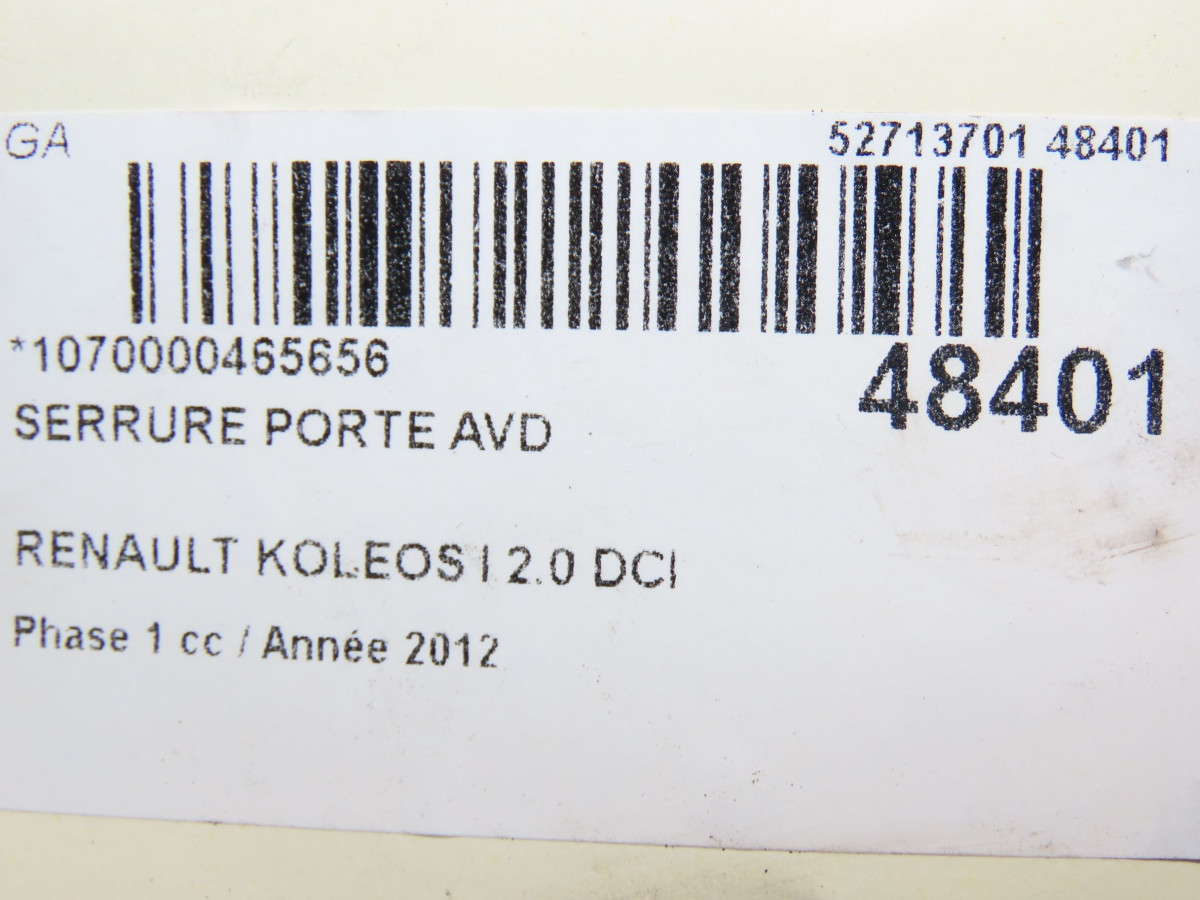 GA
52713701 48401
*1070000465656
48401
SERRURE PORTE AVD
RENAULT KOLEOS I 2.0 DCI
Phase 1 cc / Année 2012